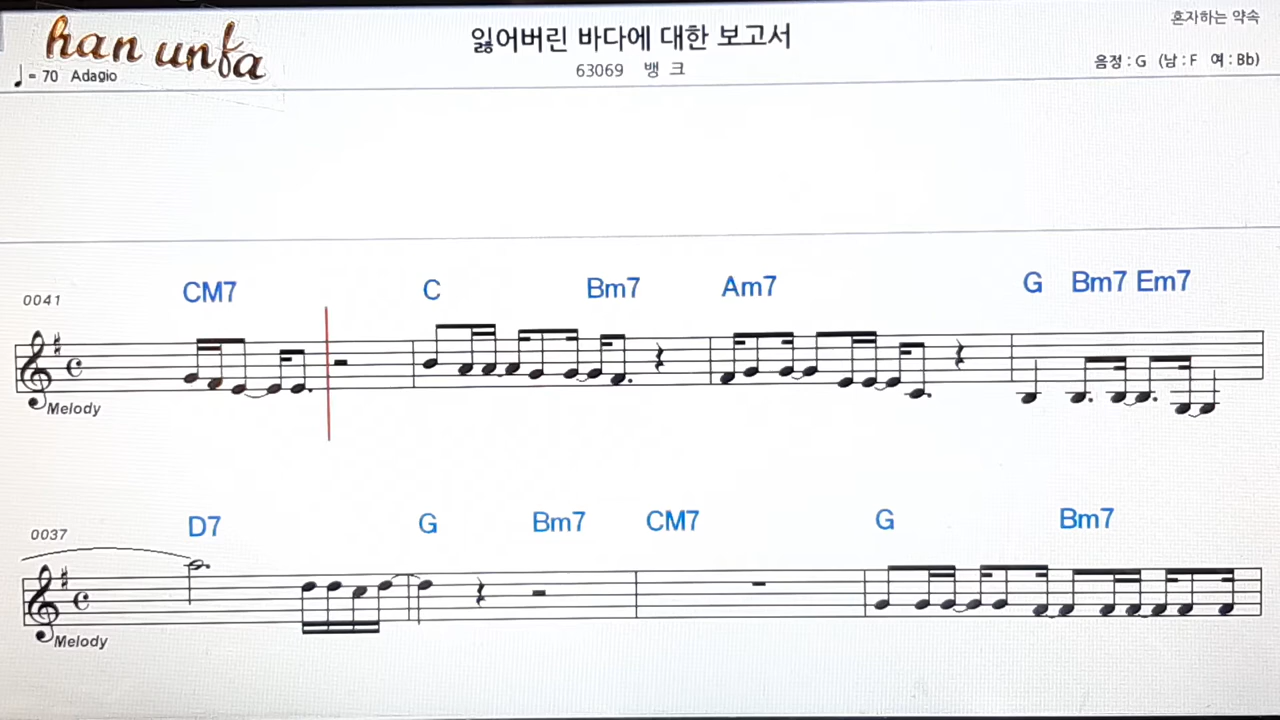 han unfa
♩= 70 Adagio
잃어버린 바다에 대한 보고서
63069 뱅 크
혼자하는 약속
음정 : G (남 : F 여 : Bb)
0041
CM7 C Bm7 Am7 G Bm7 Em7
Melody
0037
D7 G Bm7 CM7 G Bm7
Melody